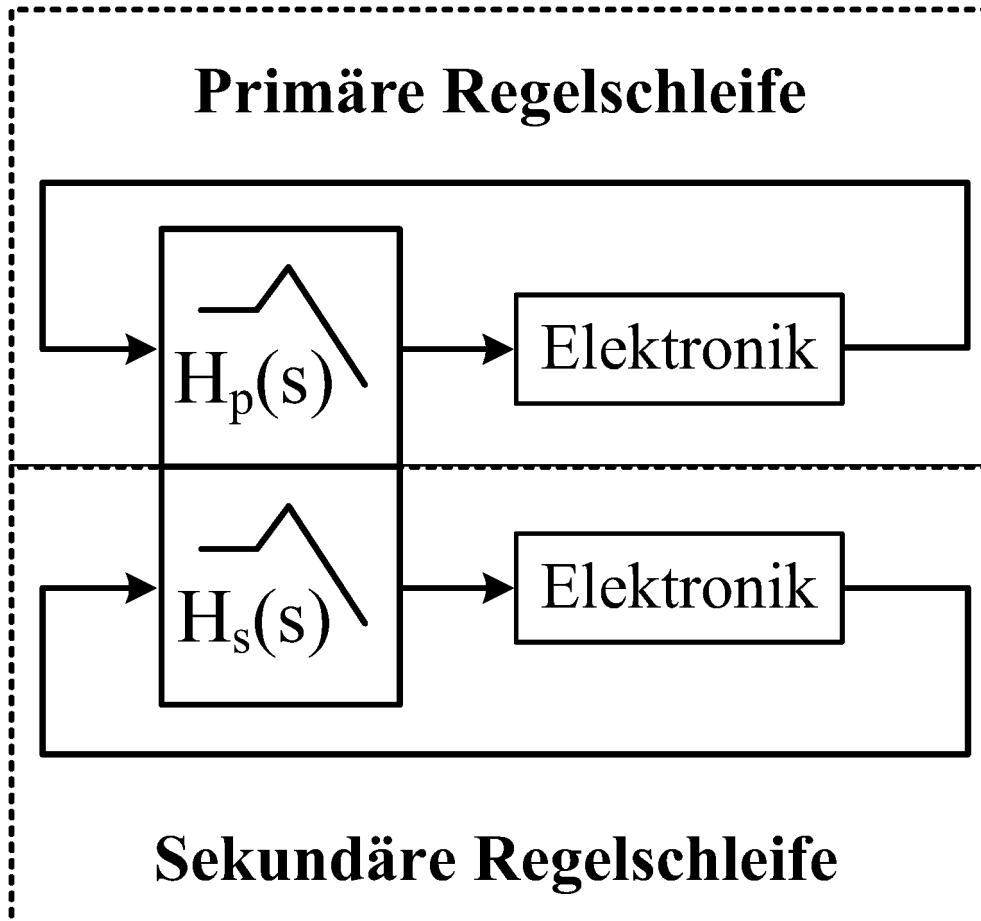 Primäre Regelschleife
Hp(s)
Elektronik
Hs(s)
Elektronik
Sekundäre Regelschleife